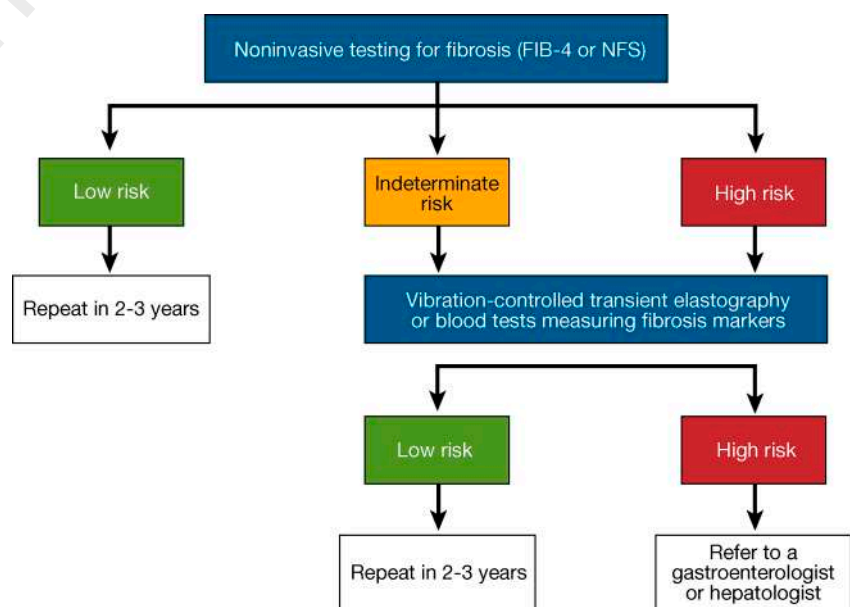 Noninvasive testing for fibrosis (FIB-4 or NFS)
Low risk
Indeterminate
risk
High risk
Repeat in 2-3 years
Vibration-controlled transient elastography
or blood tests measuring fibrosis markers
Low risk
High risk
Repeat in 2-3 years
Refer to a
gastroenterologist
or hepatologist